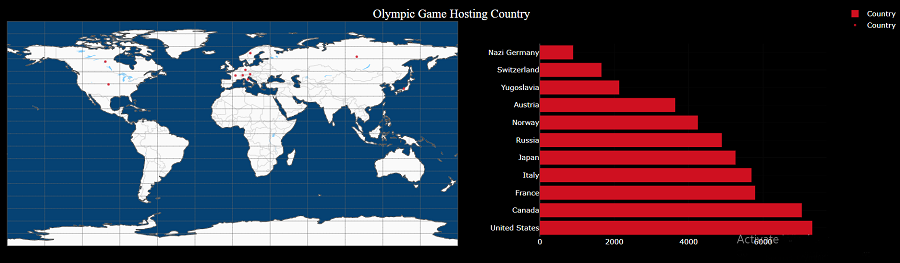 Olympic Game Hosting Country
Country
Country
Nazi Germany
Switzerland
Yugoslavia
Austria
Norway
Russia
Japan
Italy
France
Canada
United States
0 2000 4000 6000
Activate